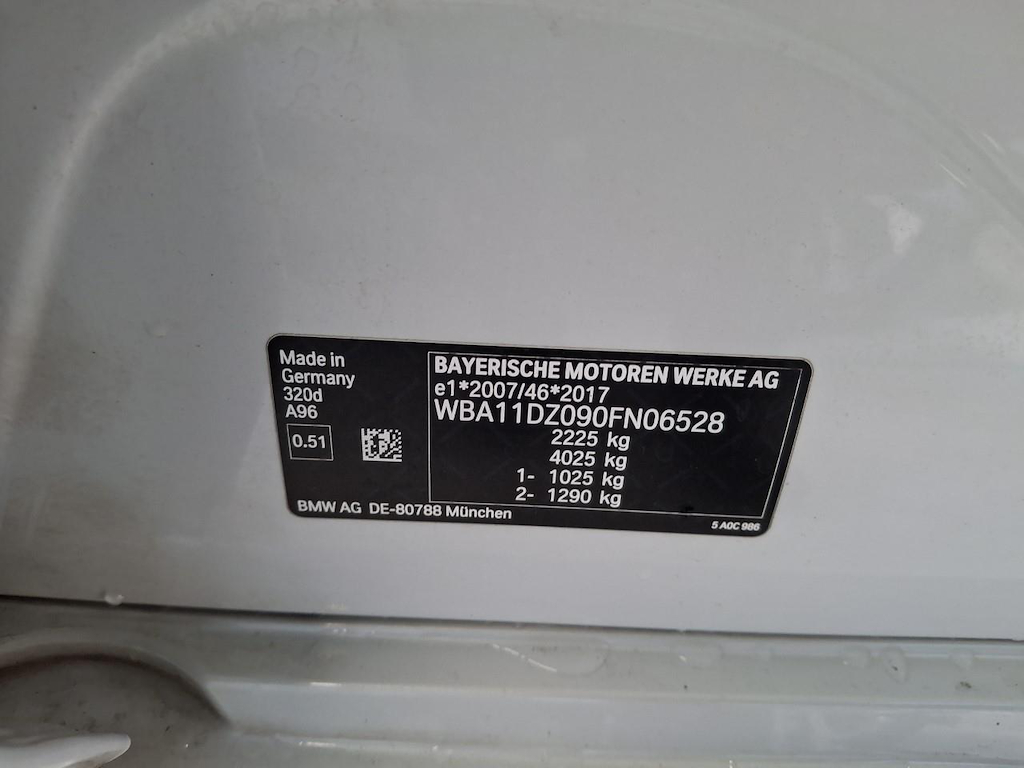 Made in
Germany
320d
A96
0.51
BAYERISCHE MOTOREN WERKE AG
e1*2007/46*2017
WBA11DZ090FN06528
2225 kg
4025 kg
1- 1025 kg
2- 1290 kg
BMW AG DE-80788 München
5 A0C 986